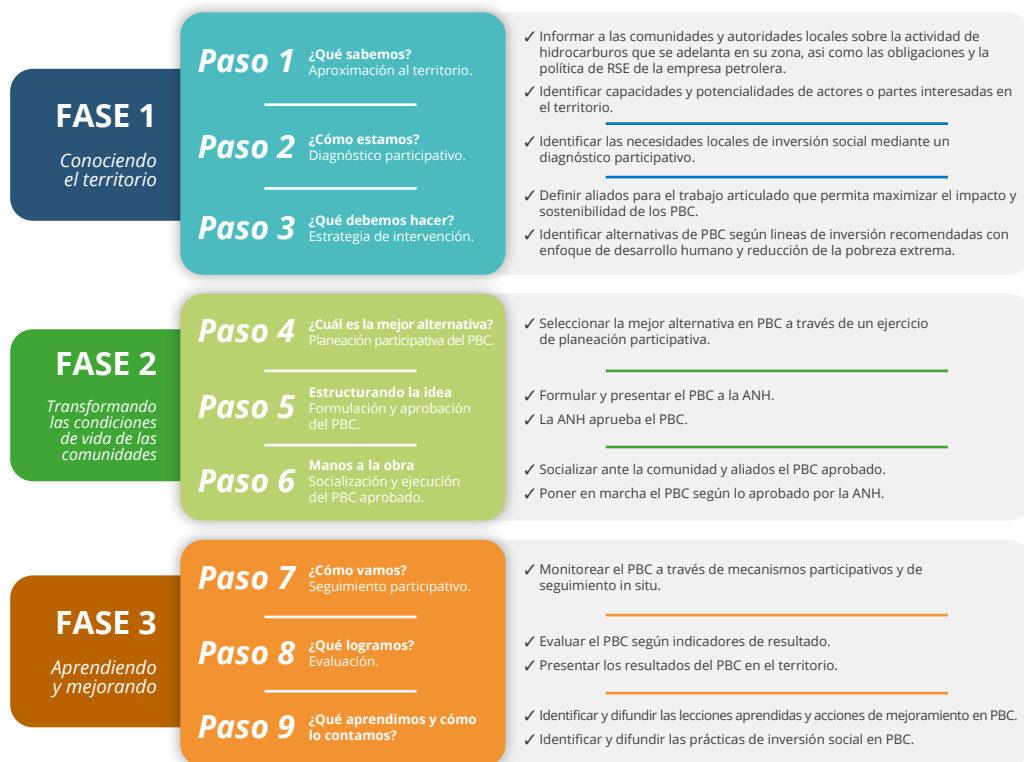 FASE 1
Conociendo
el territorio
Paso 1
¿Qué sabemos?
Aproximación al territorio.
✓ Informar a las comunidades y autoridades locales sobre la actividad de
hidrocarburos que se adelanta en su zona, asi como las obligaciones y la
política de RSE de la empresa petrolera.
✓ Identificar capacidades y potencialidades de actores o partes interesadas en
el territorio.
Paso 2
¿Cómo estamos?
Diagnóstico participativo.
✓ Identificar las necesidades locales de inversión social mediante un
diagnóstico participativo.
Paso 3
¿Qué debemos hacer?
Estrategia de intervención.
✓ Definir aliados para el trabajo articulado que permita maximizar el impacto y
sostenibilidad de los PBC.
✓ Identificar alternativas de PBC según lineas de inversión recomendadas con
enfoque de desarrollo humano y reducción de la pobreza extrema.
FASE 2
Transformando
las condiciones
de vida de las
comunidades
Paso 4
¿Cuál es la mejor alternativa?
Planeación participativa del PBC.
✓ Seleccionar la mejor alternativa en PBC a través de un ejercicio
de planeación participativa.
Paso 5
Estructurando la idea
Formulación y aprobación
del PBC.
✓ Formular y presentar el PBC a la ANH.
✓ La ANH aprueba el PBC.
Paso 6
Manos a la obra
Socialización y ejecución
del PBC aprobado.
✓ Socializar ante la comunidad y aliados el PBC aprobado.
✓ Poner en marcha el PBC según lo aprobado por la ANH.
FASE 3
Aprendiendo
y mejorando
Paso 7
¿Cómo vamos?
Seguimiento participativo.
✓ Monitorear el PBC a través de mecanismos participativos y de
seguimiento in situ.
Paso 8
¿Qué logramos?
Evaluación.
✓ Evaluar el PBC según indicadores de resultado.
✓ Presentar los resultados del PBC en el territorio.
Paso 9
¿Qué aprendimos y cómo
lo contamos?
✓ Identificar y difundir las lecciones aprendidas y acciones de mejoramiento en PBC.
✓ Identificar y difundir las prácticas de inversión social en PBC.